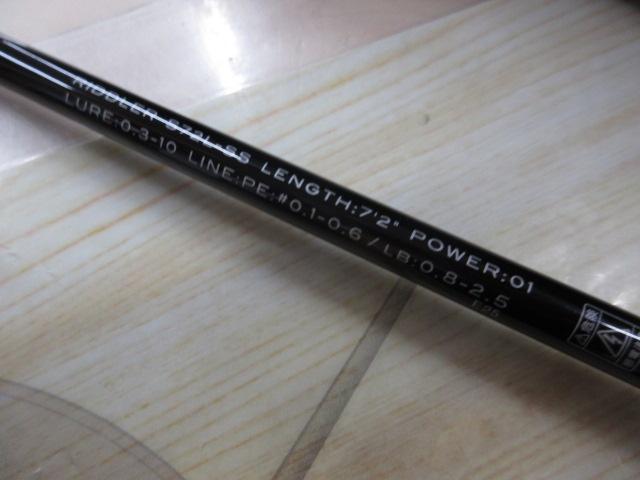 RIDDLER S72L-SS LENGTH:7'2" POWER:01
LURE:0.3-10 LINE:PE:#0.1-0.6/LB:0.8-2.5